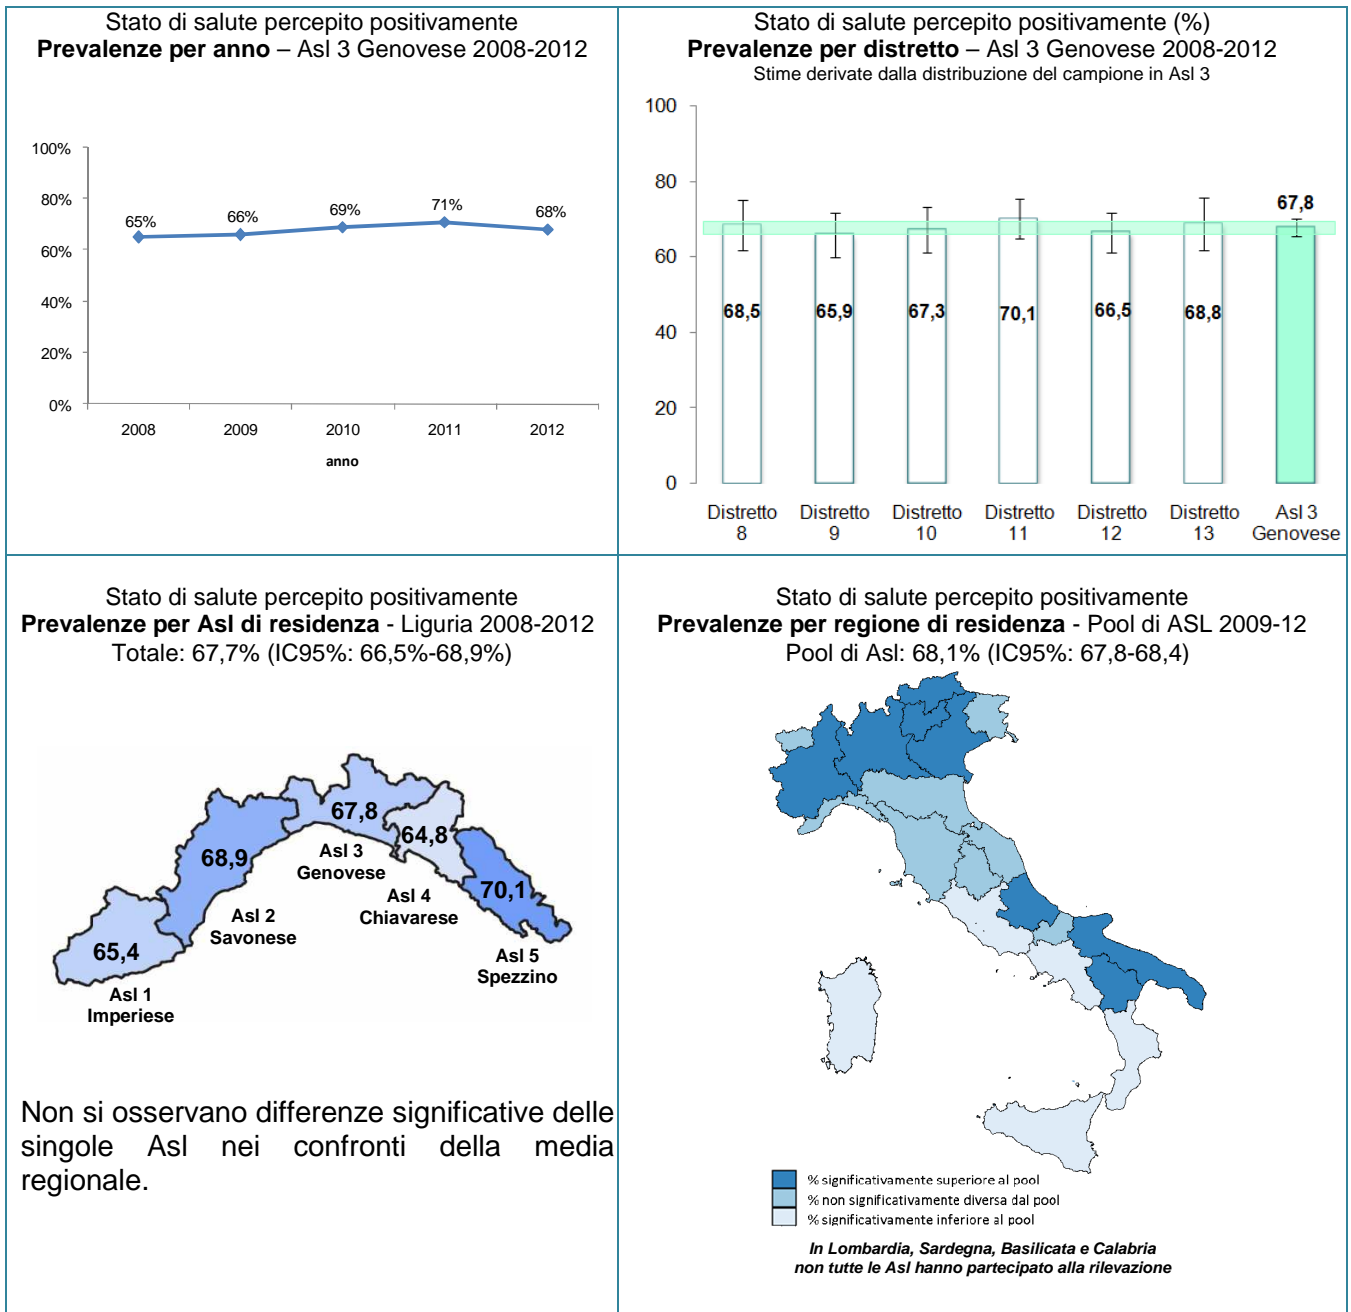 Stato di salute percepito positivamente
Prevalenze per anno – Asl 3 Genovese 2008-2012
100%
80%
60%
40%
20%
0%
65%
66%
69%
71%
68%
2008
2009
2010
2011
2012
anno
Stato di salute percepito positivamente (%)
Prevalenze per distretto – Asl 3 Genovese 2008-2012
Stime derivate dalla distribuzione del campione in Asl 3
100
80
60
40
20
0
68,5
65,9
67,3
70,1
66,5
68,8
67,8
Distretto 8
Distretto 9
Distretto 10
Distretto 11
Distretto 12
Distretto 13
Asl 3 Genovese
Stato di salute percepito positivamente
Prevalenze per Asl di residenza - Liguria 2008-2012
Totale: 67,7% (IC95%: 66,5%-68,9%)
67,8
64,8
68,9
70,1
65,4
Asl 3
Genovese
Asl 4
Chiavarese
Asl 2
Savonese
Asl 5
Spezzino
Asl 1
Imperiese
Non si osservano differenze significative delle
singole Asl nei confronti della media
regionale.
Stato di salute percepito positivamente
Prevalenze per regione di residenza - Pool di ASL 2009-12
Pool di Asl: 68,1% (IC95%: 67,8-68,4)
% significativamente superiore al pool
% non significativamente diversa dal pool
% significativamente inferiore al pool
In Lombardia, Sardegna, Basilicata e Calabria
non tutte le Asl hanno partecipato alla rilevazione